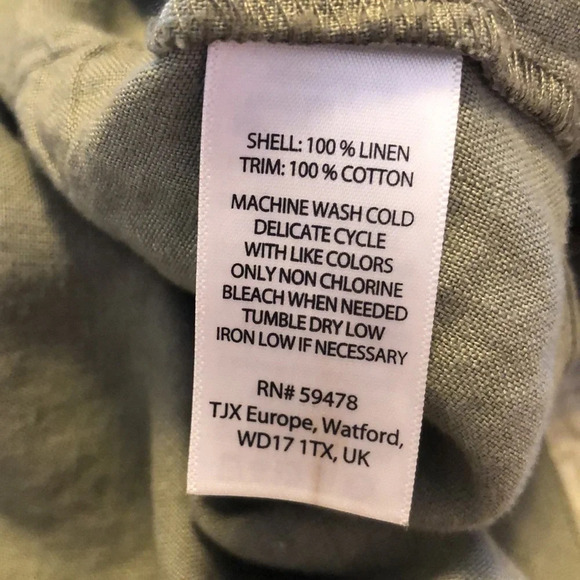 SHELL: 100 % LINEN
TRIM: 100 % COTTON
MACHINE WASH COLD
DELICATE CYCLE
WITH LIKE COLORS
ONLY NON CHLORINE
BLEACH WHEN NEEDED
TUMBLE DRY LOW
IRON LOW IF NECESSARY
RN# 59478
TJX Europe, Watford,
WD17 1TX, UK